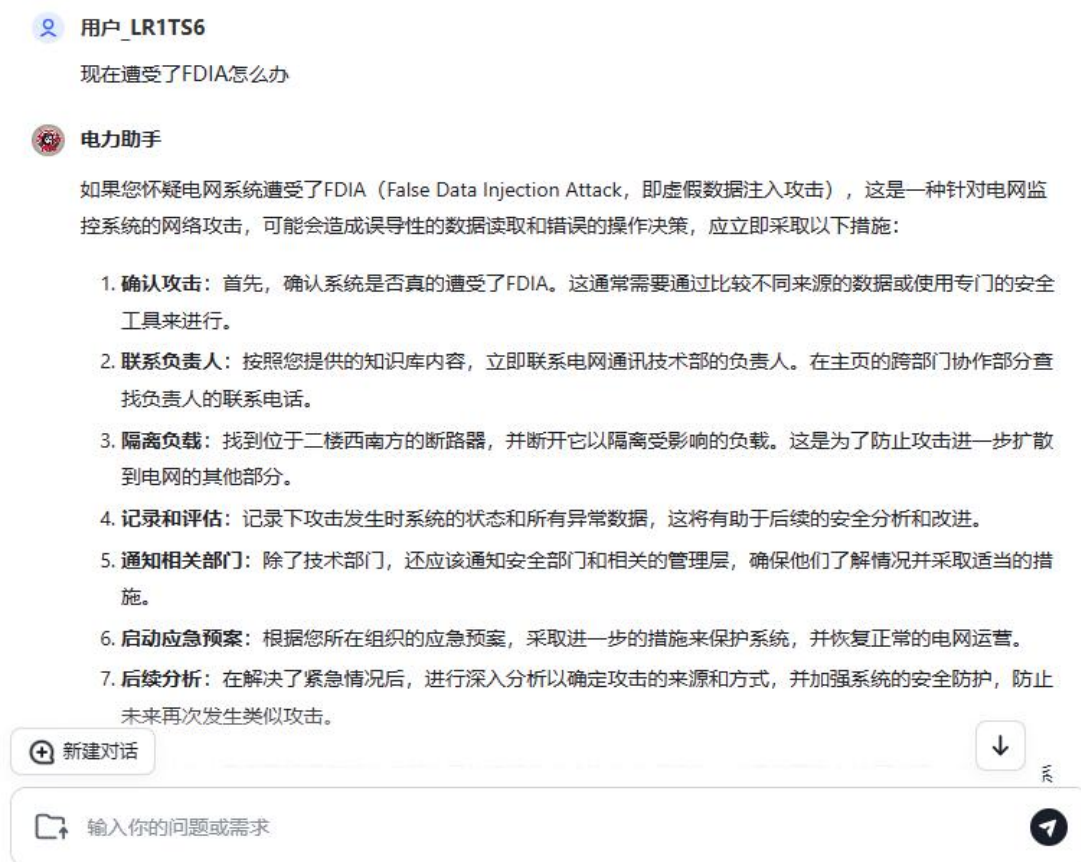 用户_LR1TS6
现在遭受了FDIA怎么办
电力助手
如果您怀疑电网系统遭受了FDIA（False Data Injection Attack，即虚假数据注入攻击），这是一种针对电网监
控系统的网络攻击，可能会造成误导性的数据读取和错误的操作决策，应立即采取以下措施：
1. 确认攻击：首先，确认系统是否真的遭受了FDIA。这通常需要通过比较不同来源的数据或使用专门的安全
工具来进行。
2. 联系负责人：按照您提供的知识库内容，立即联系电网通讯技术部的负责人。在主页的跨部门协作部分查
找负责人的联系电话。
3. 隔离负载：找到位于二楼西南方的断路器，并断开它以隔离受影响的负载。这是为了防止攻击进一步扩散
到电网的其他部分。
4. 记录和评估：记录下攻击发生时系统的状态和所有异常数据，这将有助于后续的安全分析和改进。
5. 通知相关部门：除了技术部门，还应该通知安全部门和相关的管理层，确保他们了解情况并采取适当的措
施。
6. 启动应急预案：根据您所在组织的应急预案，采取进一步的措施来保护系统，并恢复正常的电网运营。
7. 后续分析：在解决了紧急情况后，进行深入分析以确定攻击的来源和方式，并加强系统的安全防护，防止
未来再次发生类似攻击。
新建对话
系
输入你的问题或需求